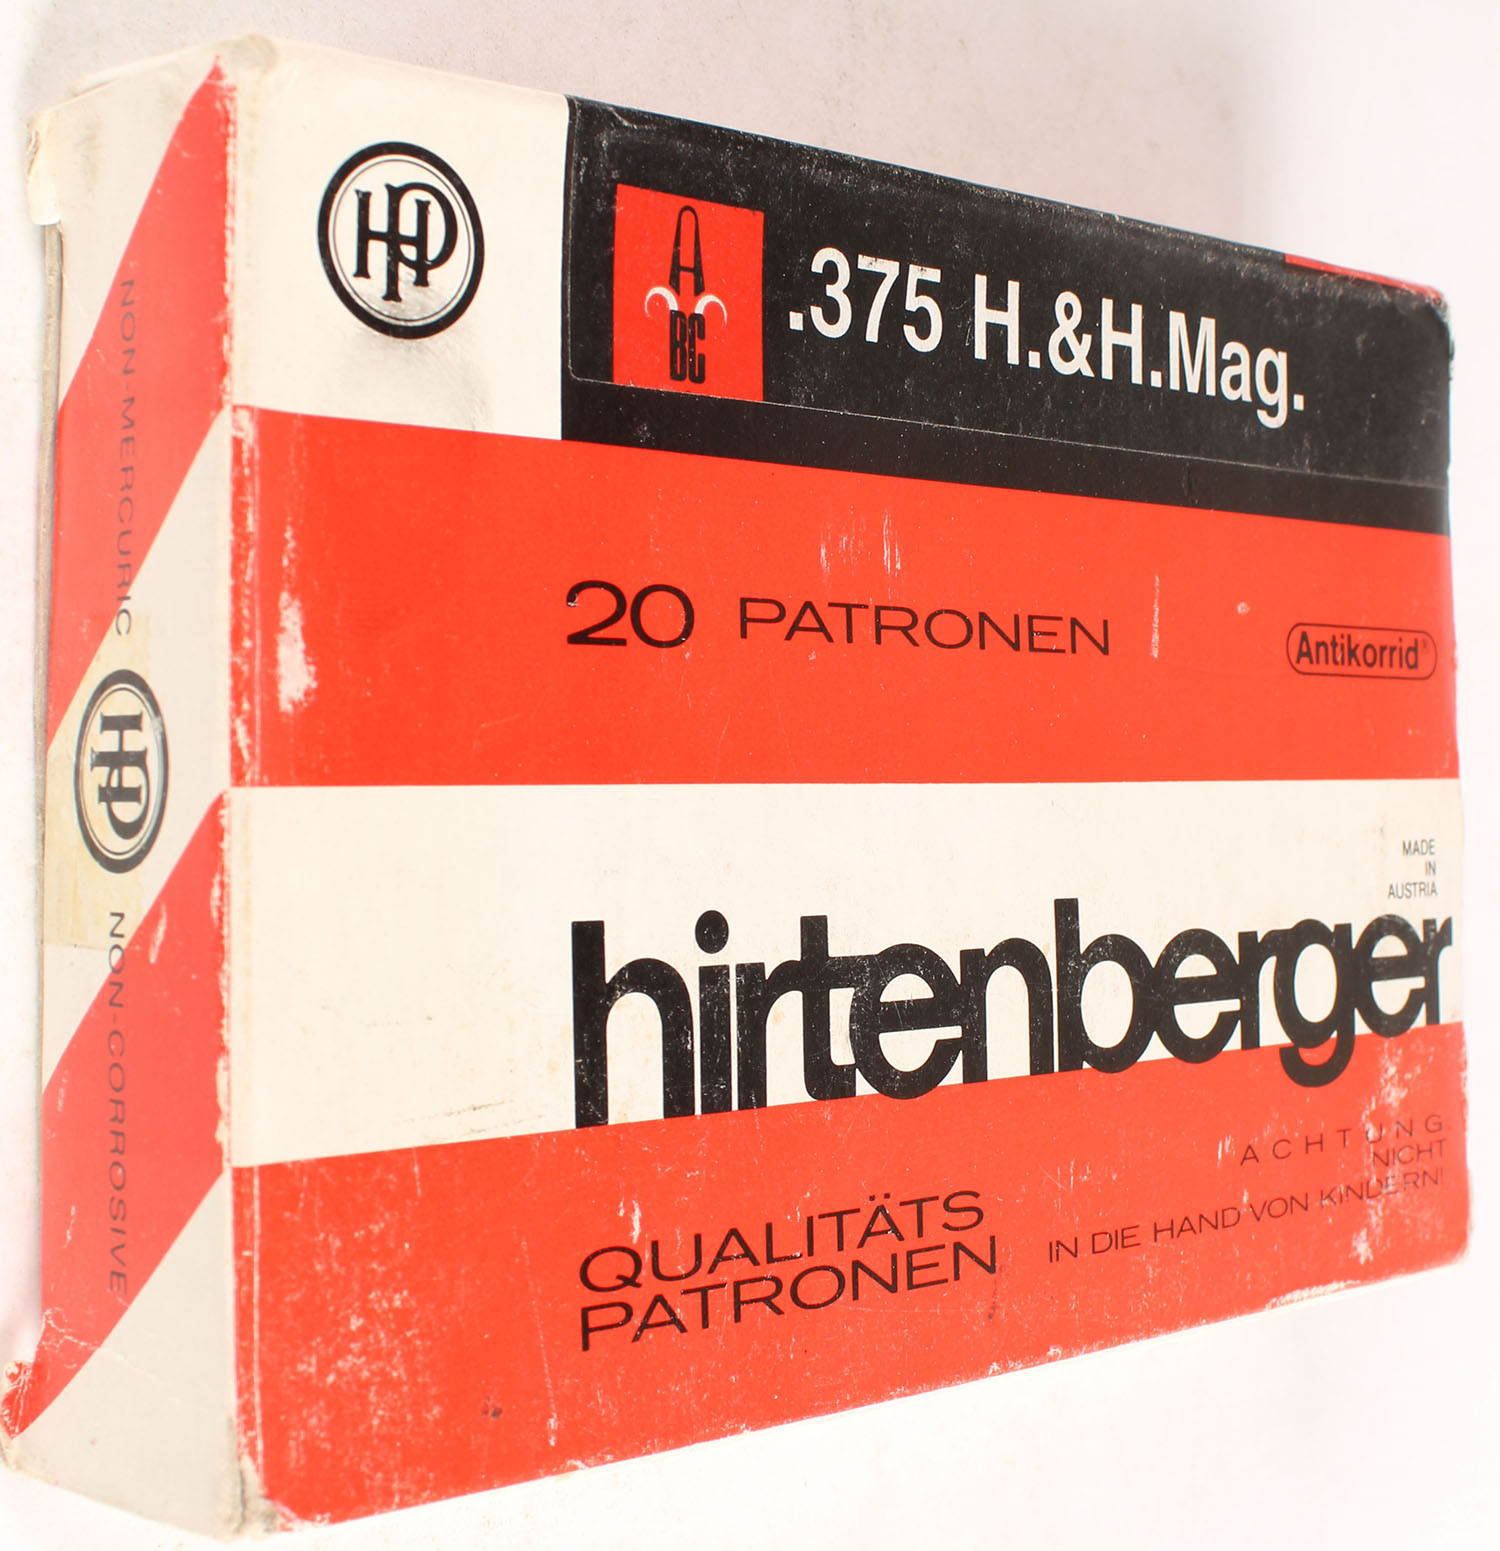 HP
A
BC
.375 H.&H.Mag.
20 PATRONEN
Antikorrid®
MADE
IN
AUSTRIA
hirtenberger
QUALITÄTS
PATRONEN
ACHTUNG
NICHT
IN DIE HAND VON KINDERN!
NON-MERCURIC
HP
NON-CORROSIVE